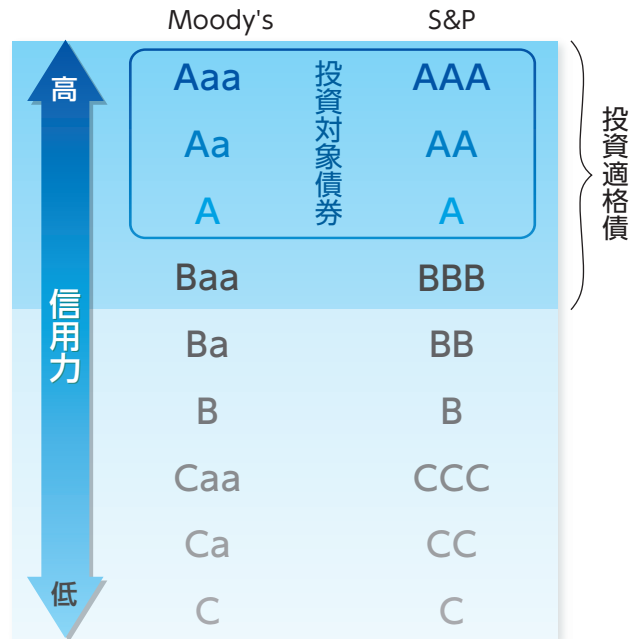 Moody's S&P
高
Aaa AAA
投資対象債券
Aa AA
A A
投資適格債
Baa BBB
信用力
Ba BB
B B
Caa CCC
Ca CC
低
C C